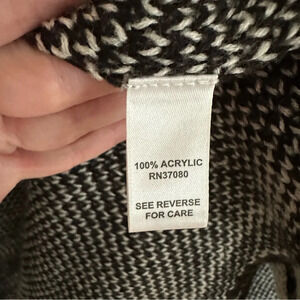 100% ACRYLIC
RN37080
SEE REVERSE
FOR CARE